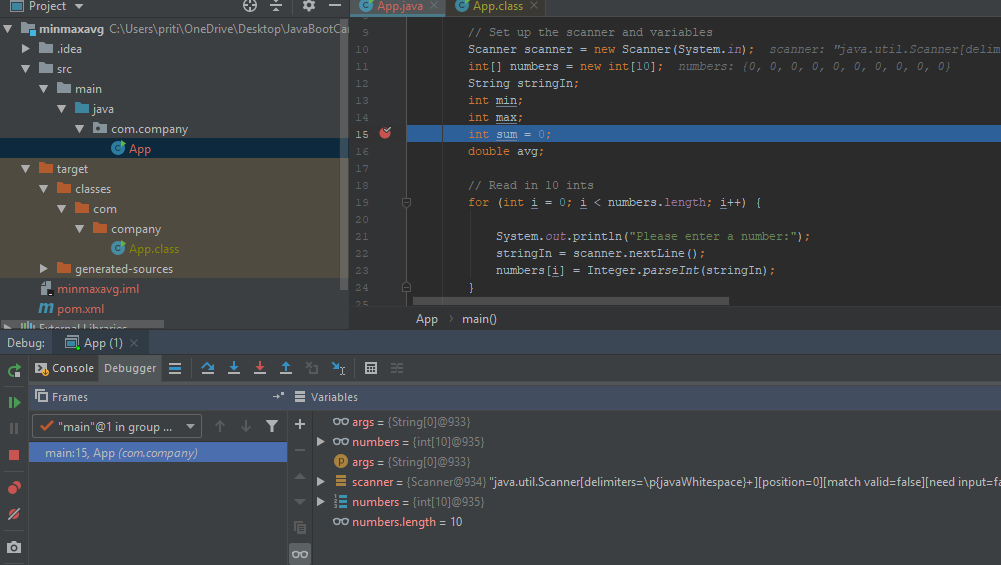 Project
App.java
App.class
minmaxavg C:\Users\priti\OneDrive\Desktop\JavaBootCa
.idea
src
main
java
com.company
App
target
classes
com
company
App.class
generated-sources
minmaxavg.iml
pom.xml
External Libraries
9 // Set up the scanner and variables
10 Scanner scanner = new Scanner(System.in); scanner: "java.util.Scanner[delim
11 int[] numbers = new int[10]; numbers: {0, 0, 0, 0, 0, 0, 0, 0, 0, 0}
12 String stringIn;
13 int min;
14 int max;
15 int sum = 0;
16 double avg;
17
18 // Read in 10 ints
19 for (int i = 0; i < numbers.length; i++) {
20
21 System.out.println("Please enter a number:");
22 stringIn = scanner.nextLine();
23 numbers[i] = Integer.parseInt(stringIn);
24 }
25
App > main()
Debug: App (1)
Console Debugger
Frames
"main"@1 in group ...
main:15, App (com.company)
Variables
args = {String[0]@933}
numbers = {int[10]@935}
args = {String[0]@933}
scanner = {Scanner@934} "java.util.Scanner[delimiters=\p{javaWhitespace}+][position=0][match valid=false][need input=fa
numbers = {int[10]@935}
numbers.length = 10